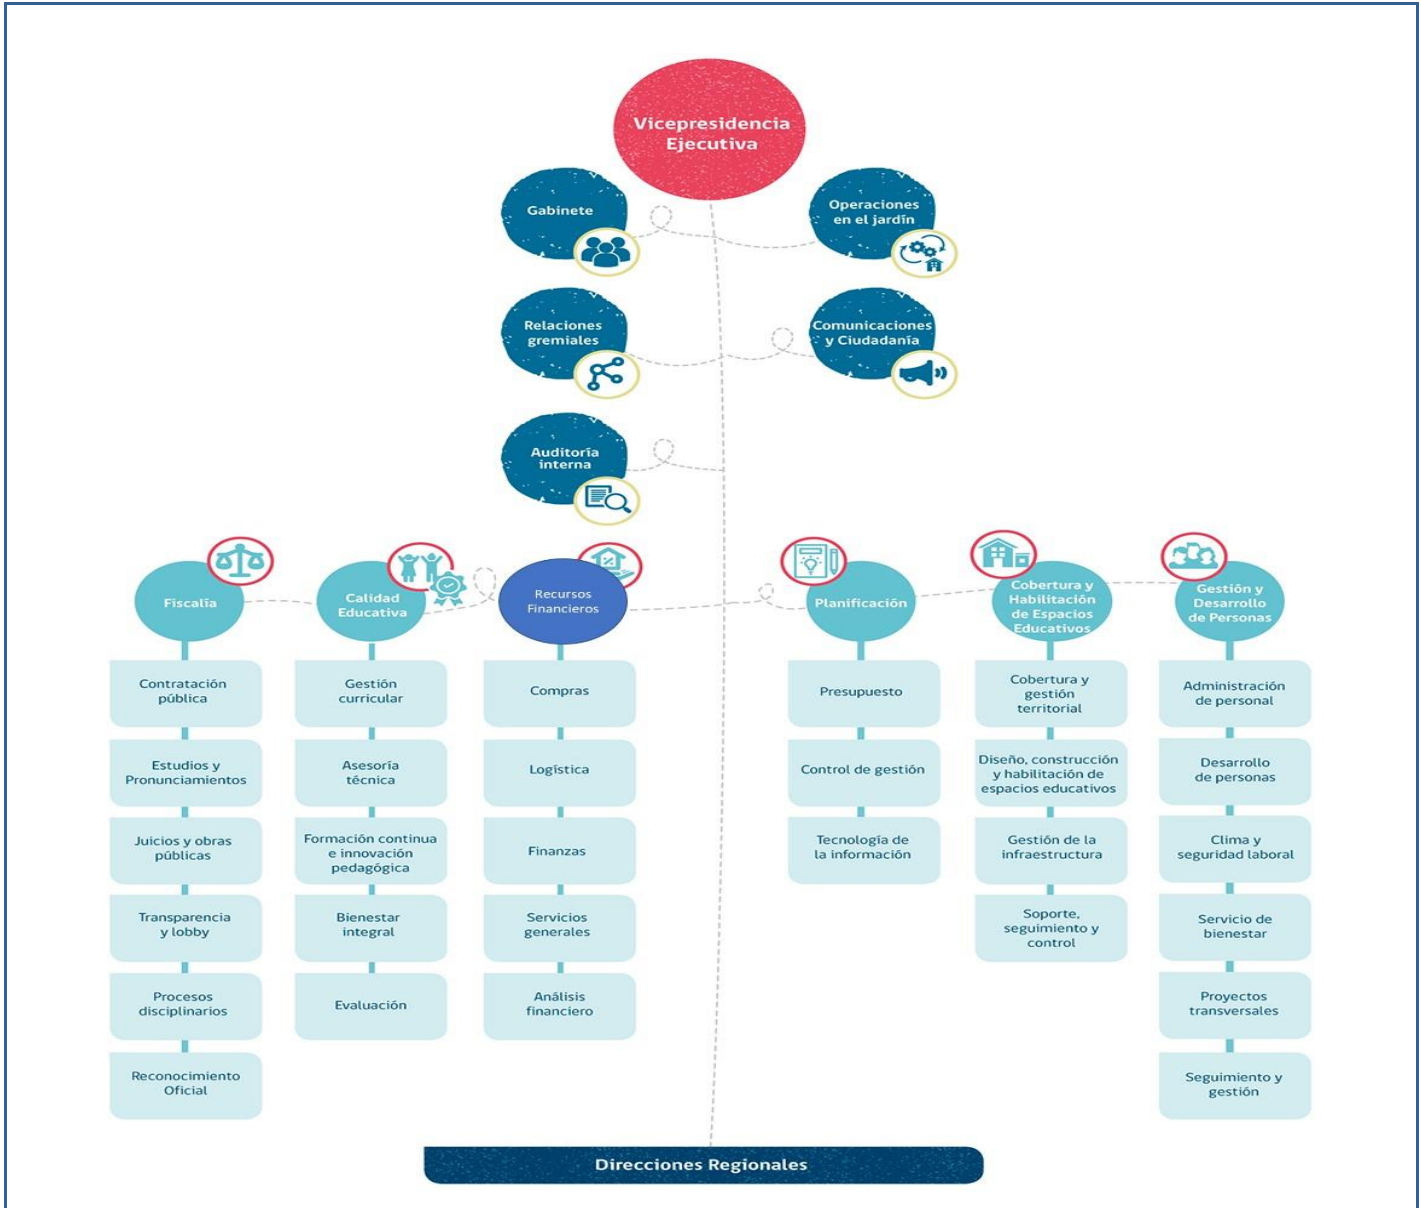 Vicepresidencia
Ejecutiva
Gabinete
Operaciones
en el jardín
Relaciones
gremiales
Comunicaciones
y Ciudadanía
Auditoría
interna
Fiscalía
Contratación
pública
Estudios y
Pronunciamientos
Juicios y obras
públicas
Transparencia
y lobby
Procesos
disciplinarios
Reconocimiento
Oficial
Calidad
Educativa
Gestión
curricular
Asesoría
técnica
Formación continua
e innovación
pedagógica
Bienestar
integral
Evaluación
Recursos
Financieros
Compras
Logística
Finanzas
Servicios
generales
Análisis
financiero
Planificación
Presupuesto
Control de gestión
Tecnología de
la información
Cobertura y
Habilitación
de Espacios
Educativos
Cobertura y
gestión
territorial
Diseño, construcción
y habilitación de
espacios educativos
Gestión de la
infraestructura
Soporte,
seguimiento y
control
Gestión y
Desarrollo
de Personas
Administración
de personal
Desarrollo
de personas
Clima y
seguridad laboral
Servicio de
bienestar
Proyectos
transversales
Seguimiento y
gestión
Direcciones Regionales